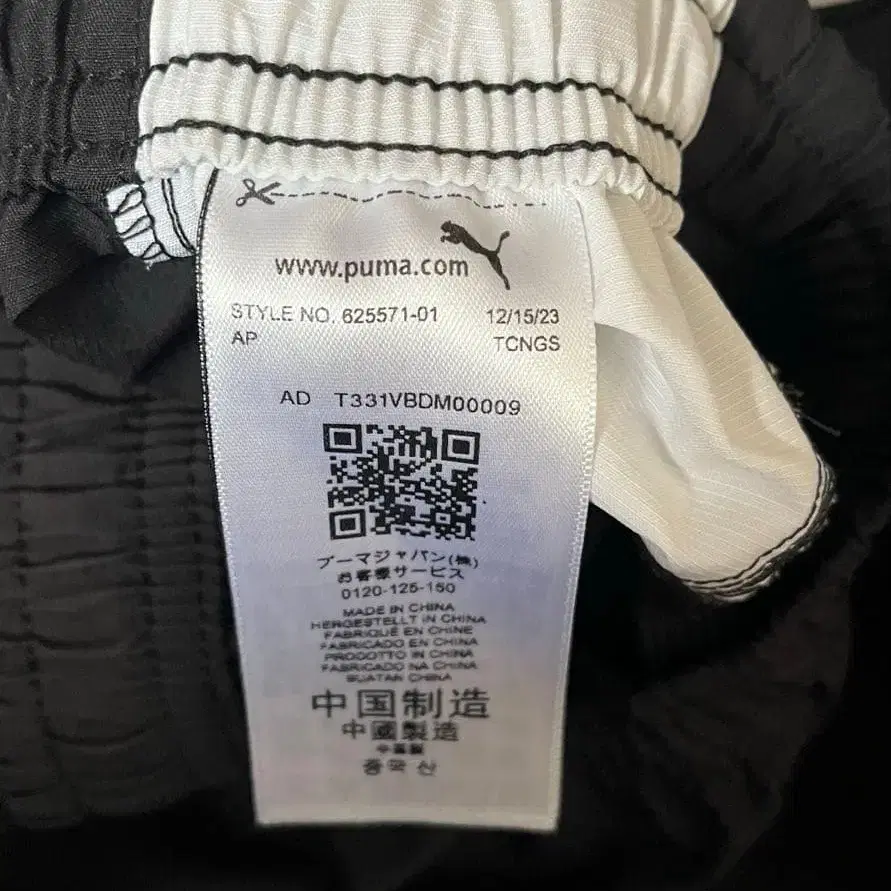 www.puma.com
STYLE NO. 625571-01 12/15/23
AP TCNGS
AD T331VBDM00009
プーマジャパン(株)
お客様サービス
0120-125-150
MADE IN CHINA
HERGESTELLT IN CHINA
FABRIQUÉ EN CHINE
FABRICADO EN CHINA
PRODOTTO IN CHINA
FABRICADO NA CHINA
BUATAN CHINA
中国制造
中國製造
中国製
중국 산